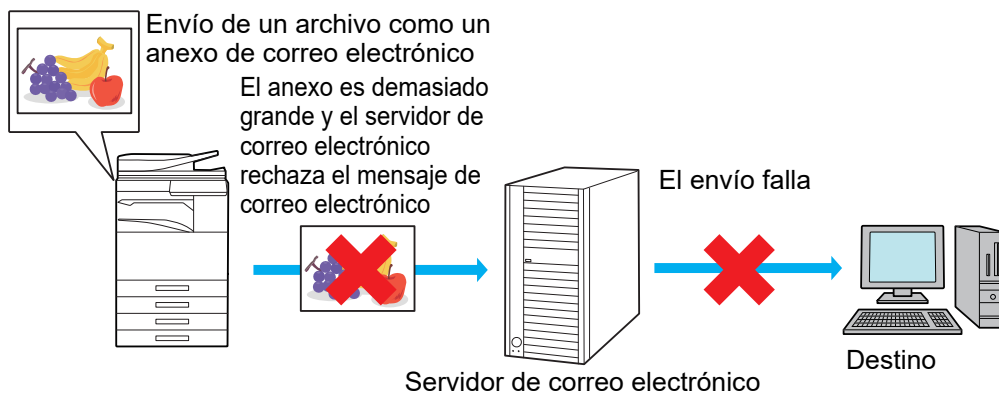 Envío de un archivo como un
anexo de correo electrónico
El anexo es demasiado
grande y el servidor de
correo electrónico
rechaza el mensaje de
correo electrónico
El envío falla
Destino
Servidor de correo electrónico